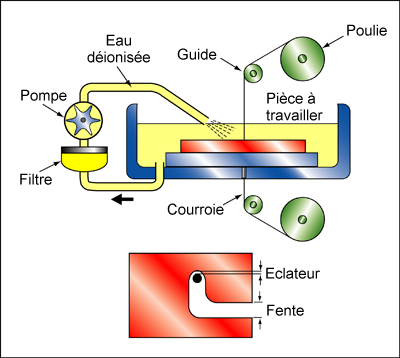 Eau
déionisée
Poulie
Guide
Pompe
Pièce à
travailler
Filtre
Courroie
Eclateur
Fente